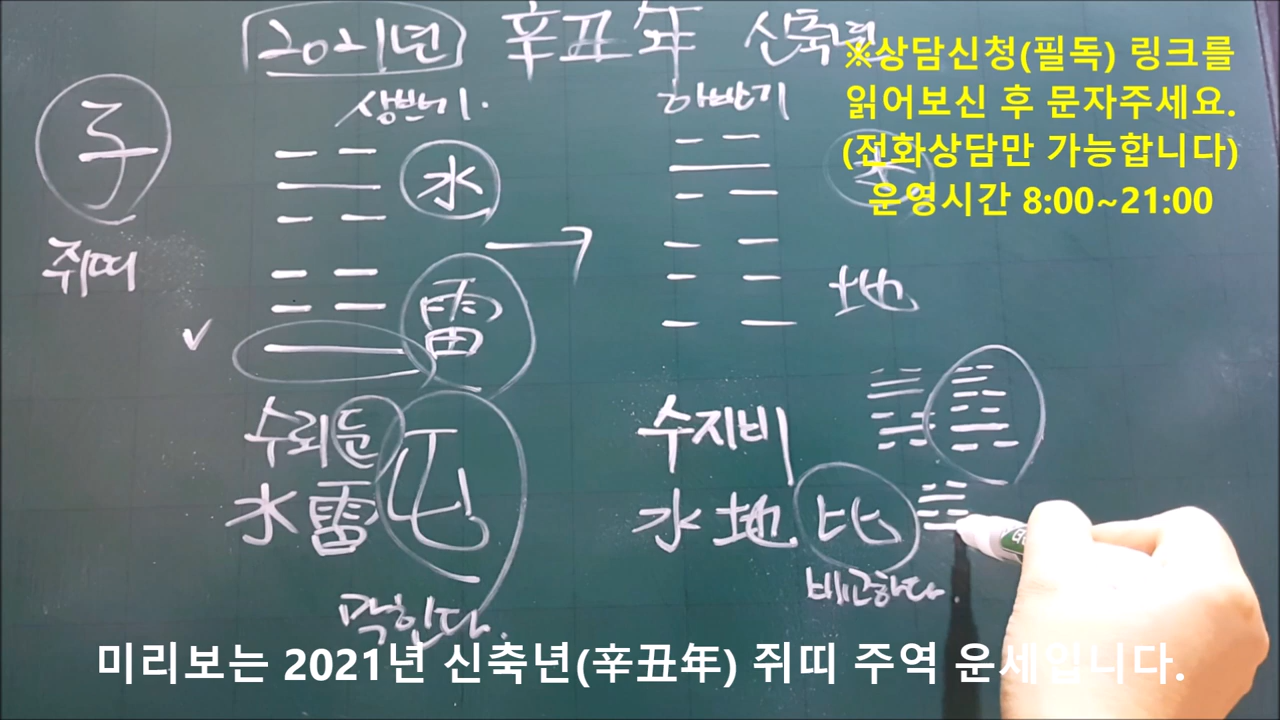 2021년 辛丑年 신축년
※상담신청(필독) 링크를
읽어보신 후 문자주세요.
(전화상담만 가능합니다)
운영시간 8:00~21:00
子
쥐띠
상반기.
水
雷
하반기
水
地
수뢰둔
水雷屯
막힌다.
수지비
水地比
비교하다.
미리보는 2021년 신축년(辛丑年) 쥐띠 주역 운세입니다.